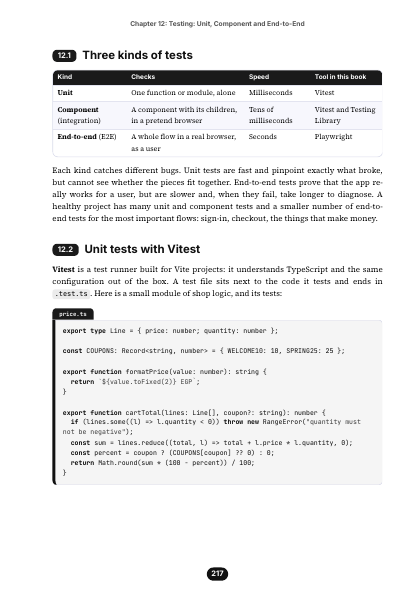 Chapter 12: Testing: Unit, Component and End-to-End
12.1 Three kinds of tests
Kind Checks Speed Tool in this book
Unit One function or module, alone Milliseconds Vitest
Component A component with its children, Tens of Vitest and Testing
(integration) in a pretend browser milliseconds Library
End-to-end (E2E) A whole flow in a real browser, Seconds Playwright
as a user
Each kind catches different bugs. Unit tests are fast and pinpoint exactly what broke,
but cannot see whether the pieces fit together. End-to-end tests prove that the app re-
ally works for a user, but are slower and, when they fail, take longer to diagnose. A
healthy project has many unit and component tests and a smaller number of end-to-
end tests for the most important flows: sign-in, checkout, the things that make money.
12.2 Unit tests with Vitest
Vitest is a test runner built for Vite projects: it understands TypeScript and the same
configuration out of the box. A test file sits next to the code it tests and ends in
.test.ts. Here is a small module of shop logic, and its tests:
price.ts
export type Line = { price: number; quantity: number };
const COUPONS: Record<string, number> = { WELCOME10: 10, SPRING25: 25 };
export function formatPrice(value: number): string {
return `${value.toFixed(2)} EGP`;
}
export function cartTotal(lines: Line[], coupon?: string): number {
if (lines.some((l) => l.quantity < 0)) throw new RangeError("quantity must
not be negative");
const sum = lines.reduce((total, l) => total + l.price * l.quantity, 0);
const percent = coupon ? (COUPONS[coupon] ?? 0) : 0;
return Math.round(sum * (100 - percent)) / 100;
}
217